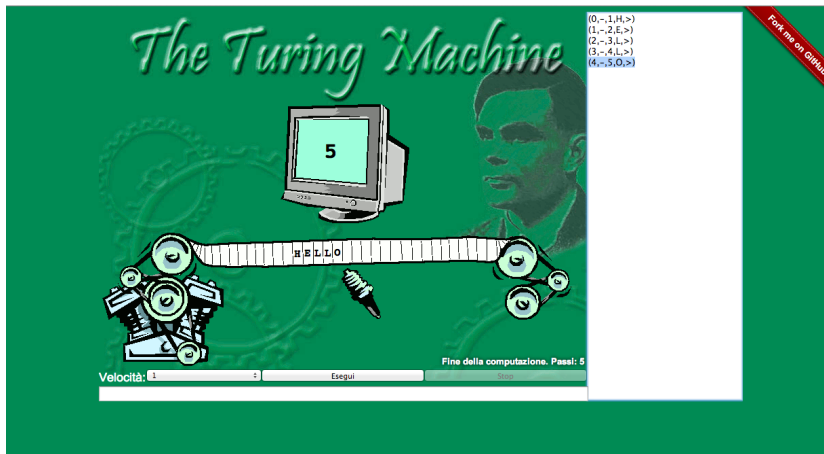 The Turing Machine
(0,-,1,H,>)
(1,-,2,E,>)
(2,-,3,L,>)
(3,-,4,L,>)
(4,-,5,O,>)
Fork me on GitHub
5
HELLO
Fine della computazione. Passi: 5
Velocità: 1 Esegui Stop